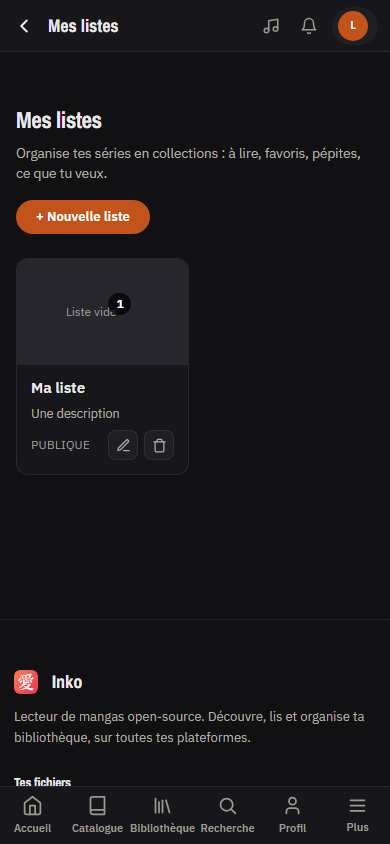 Mes listes
L
Mes listes
Organise tes séries en collections : à lire, favoris, pépites,
ce que tu veux.
+ Nouvelle liste
Liste vide
1
Ma liste
Une description
PUBLIQUE
愛 Inko
Lecteur de mangas open-source. Découvre, lis et organise ta
bibliothèque, sur toutes tes plateformes.
Tes fichiers
Accueil Catalogue Bibliothèque Recherche Profil Plus